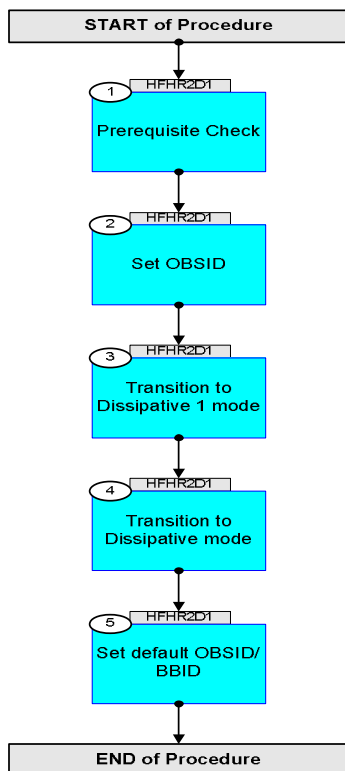 START of Procedure
HFHR2D1
1
Prerequisite Check
HFHR2D1
2
Set OBSID
HFHR2D1
3
Transition to
Dissipative 1 mode
HFHR2D1
4
Transition to
Dissipative mode
HFHR2D1
5
Set default OBSID/
BBID
END of Procedure